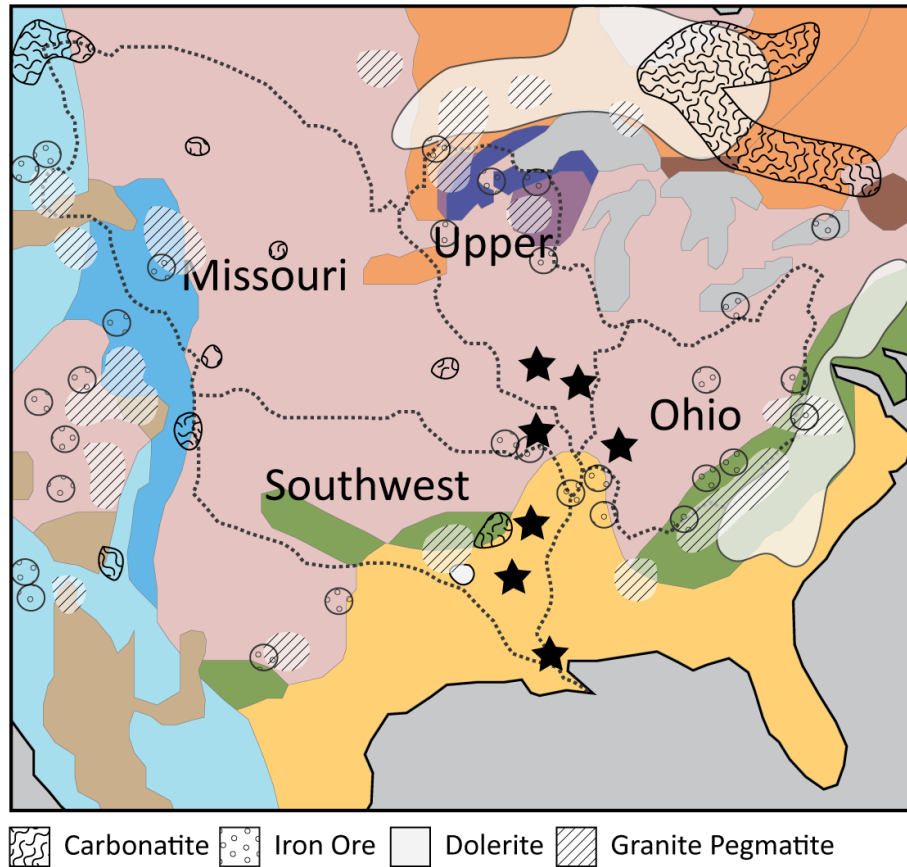 Upper
Missouri
Ohio
Southwest
Carbonatite Iron Ore Dolerite Granite Pegmatite